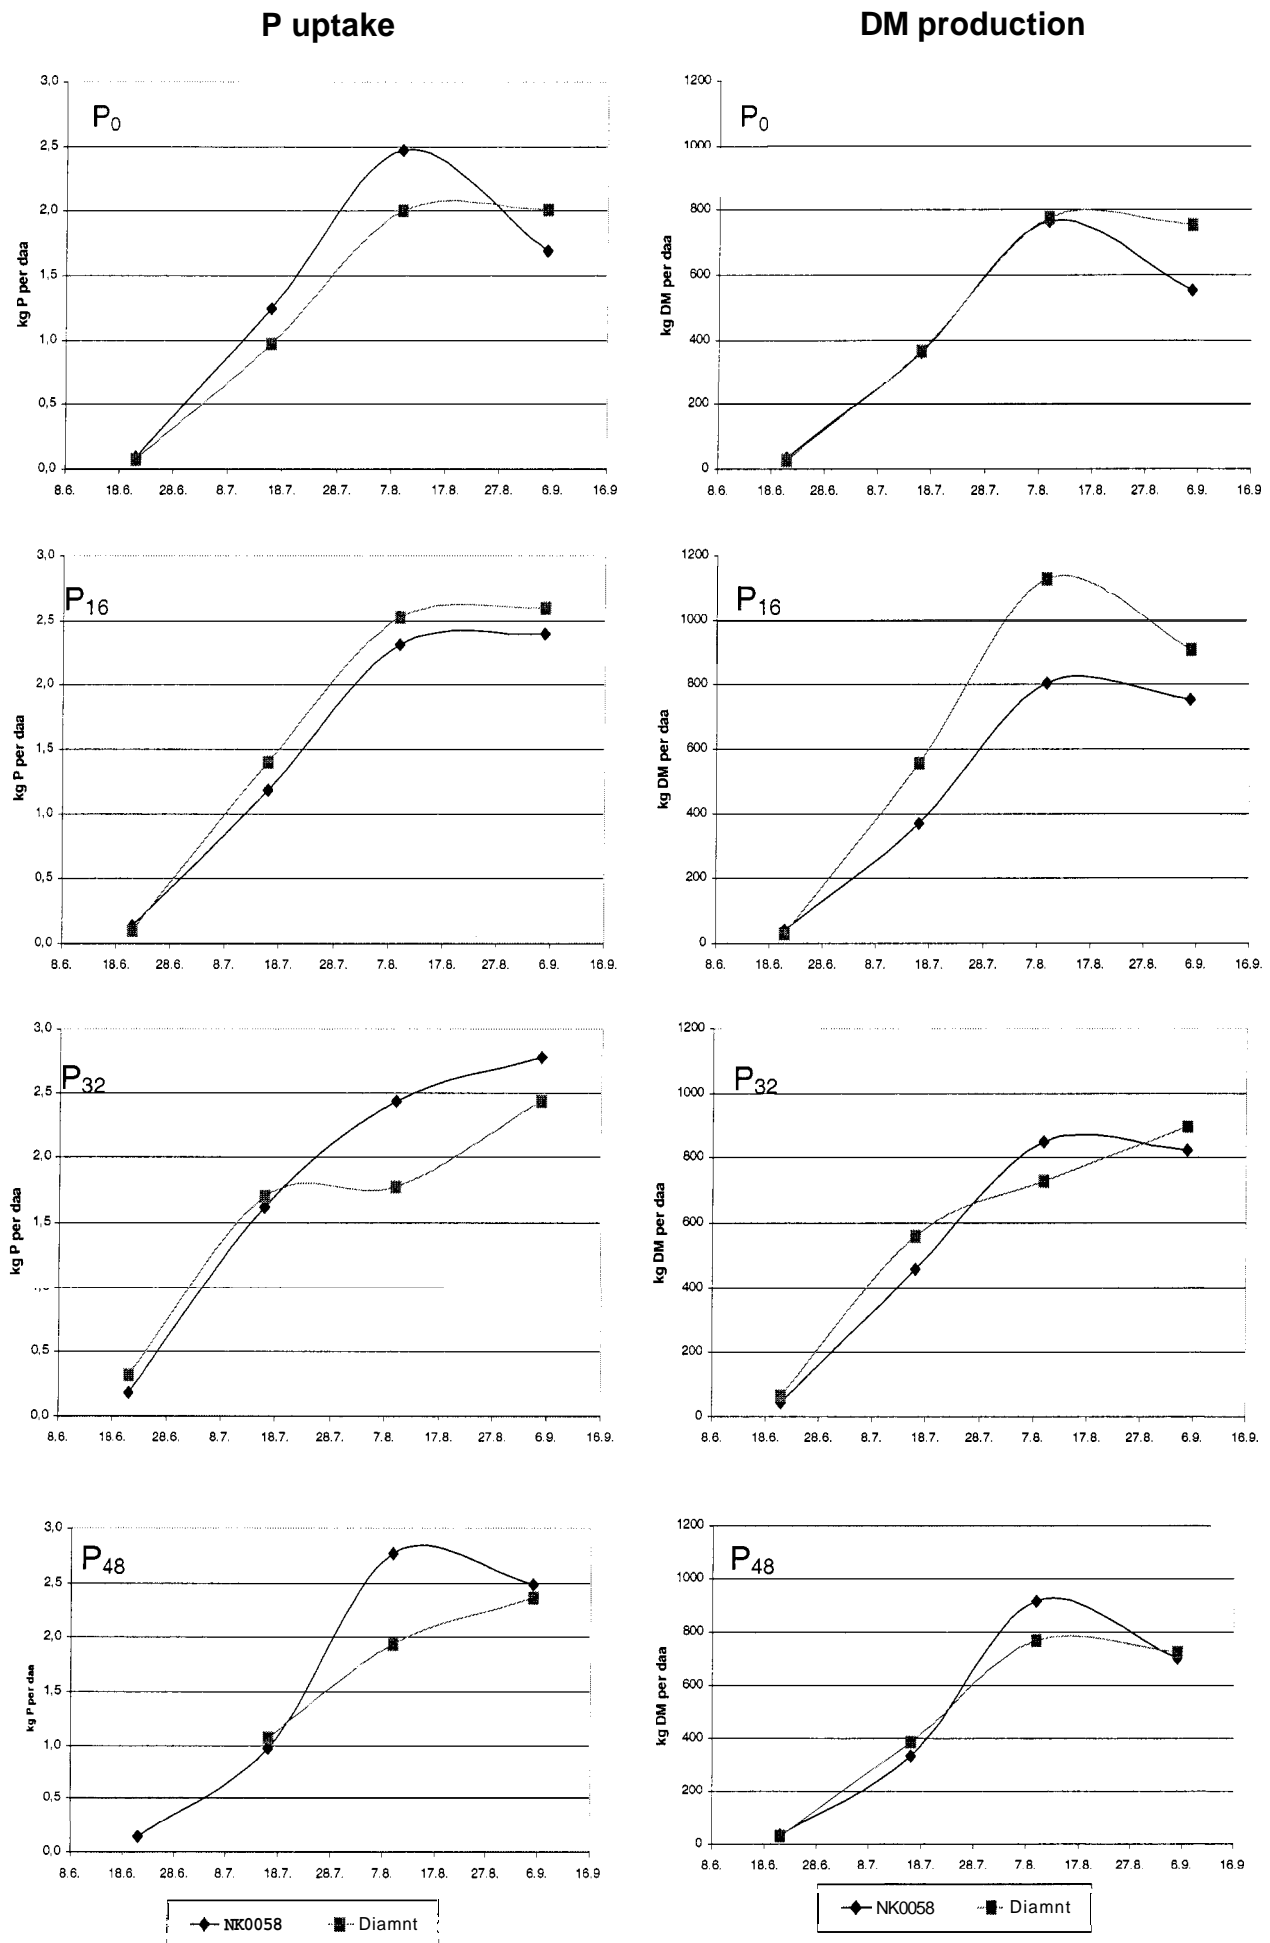 P uptake
DM production
3,0
2,5
2,0
1,5
1,0
0,5
0,0
kg P per daa
P0
8.6. 18.6. 28.6. 8.7. 18.7. 28.7. 7.8. 17.8. 27.8. 6.9. 16.9
1200
1000
800
600
400
200
0
kg DM per daa
P0
8.6. 18.6. 28.6. 8.7. 18.7. 28.7. 7.8. 17.8. 27.8. 6.9. 16.9
3,0
2,5
2,0
1,5
1,0
0,5
0,0
kg P per daa
P16
8.6. 18.6. 28.6. 8.7. 18.7. 28.7. 7.8. 17.8. 27.8. 6.9. 16.9.
1200
1000
800
600
400
200
0
kg DM per daa
P16
8.6. 18.6. 28.6. 8.7. 18.7. 28.7. 7.8. 17.8. 27.8. 6.9. 16.9.
3,0
2,5
2,0
1,5
0,5
0,0
kg P per daa
P32
8.6. 18.6. 28.6. 8.7. 18.7. 28.7. 7.8. 17.8. 27.8. 6.9. 16.9.
1200
1000
800
600
400
200
0
kg DM per daa
P32
8.6. 18.6. 28.6. 8.7. 18.7. 28.7. 7.8. 17.8. 27.8. 6.9. 16.9.
3,0
2,5
2,0
1,5
1,0
0,5
0,0
kg P per daa
P48
8.6. 18.6. 28.6. 8.7. 18.7. 28.7. 7.8. 17.8. 27.8. 6.9. 16.9
1200
1000
800
600
400
200
0
kg DM per daa
P48
8.6. 18.6. 28.6. 8.7. 18.7. 28.7. 7.8. 17.8. 27.8. 6.9. 16.9
NK0058 Diamnt
NK0058 Diamnt